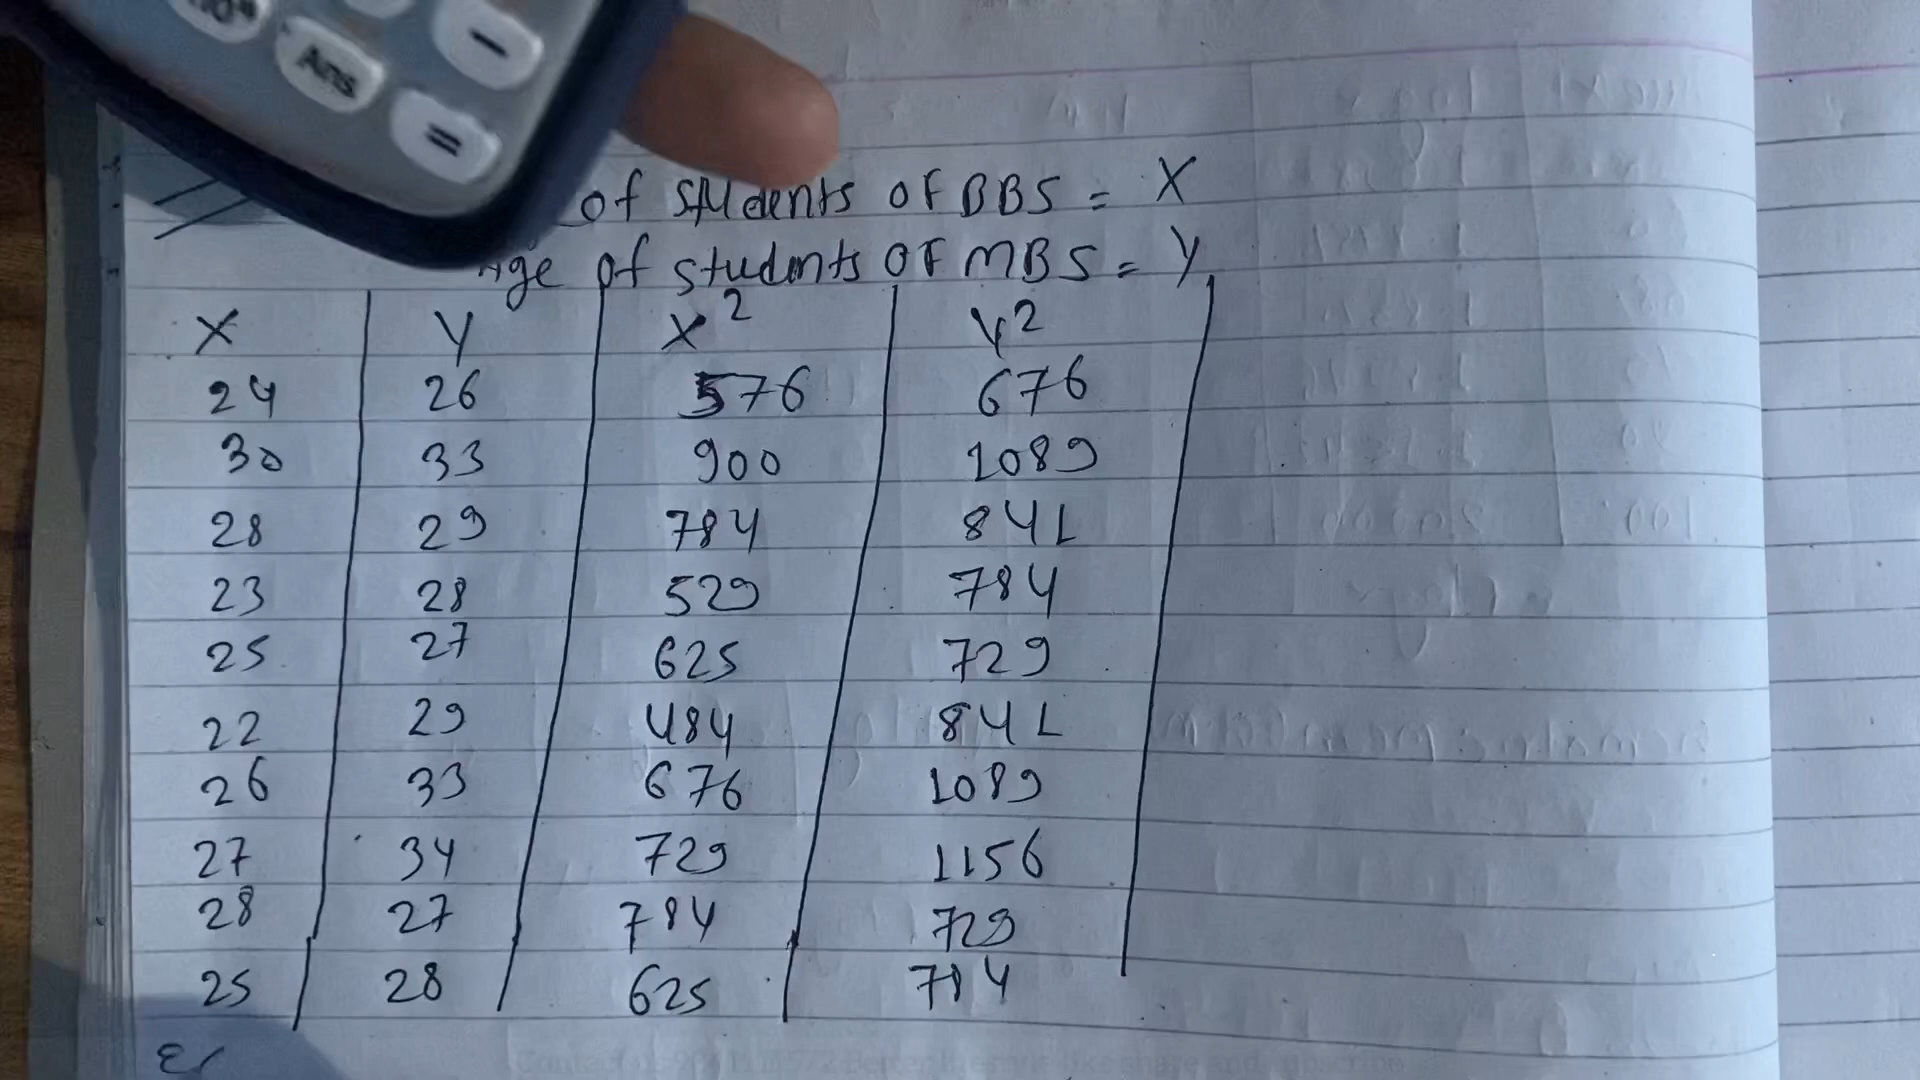 Ans
=
of students of BBS = X
Age of students of MBS = Y
X Y X² Y²
24 26 576 676
30 33 900 1089
28 29 784 841
23 28 529 784
25 27 625 729
22 29 484 841
26 33 676 1089
27 34 729 1156
28 27 784 729
25 28 625 784